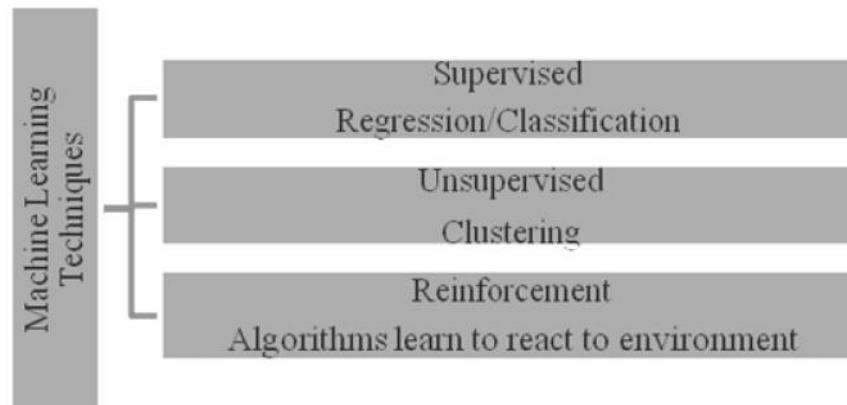 Machine Learning
Techniques
Supervised
Regression/Classification
Unsupervised
Clustering
Reinforcement
Algorithms learn to react to environment